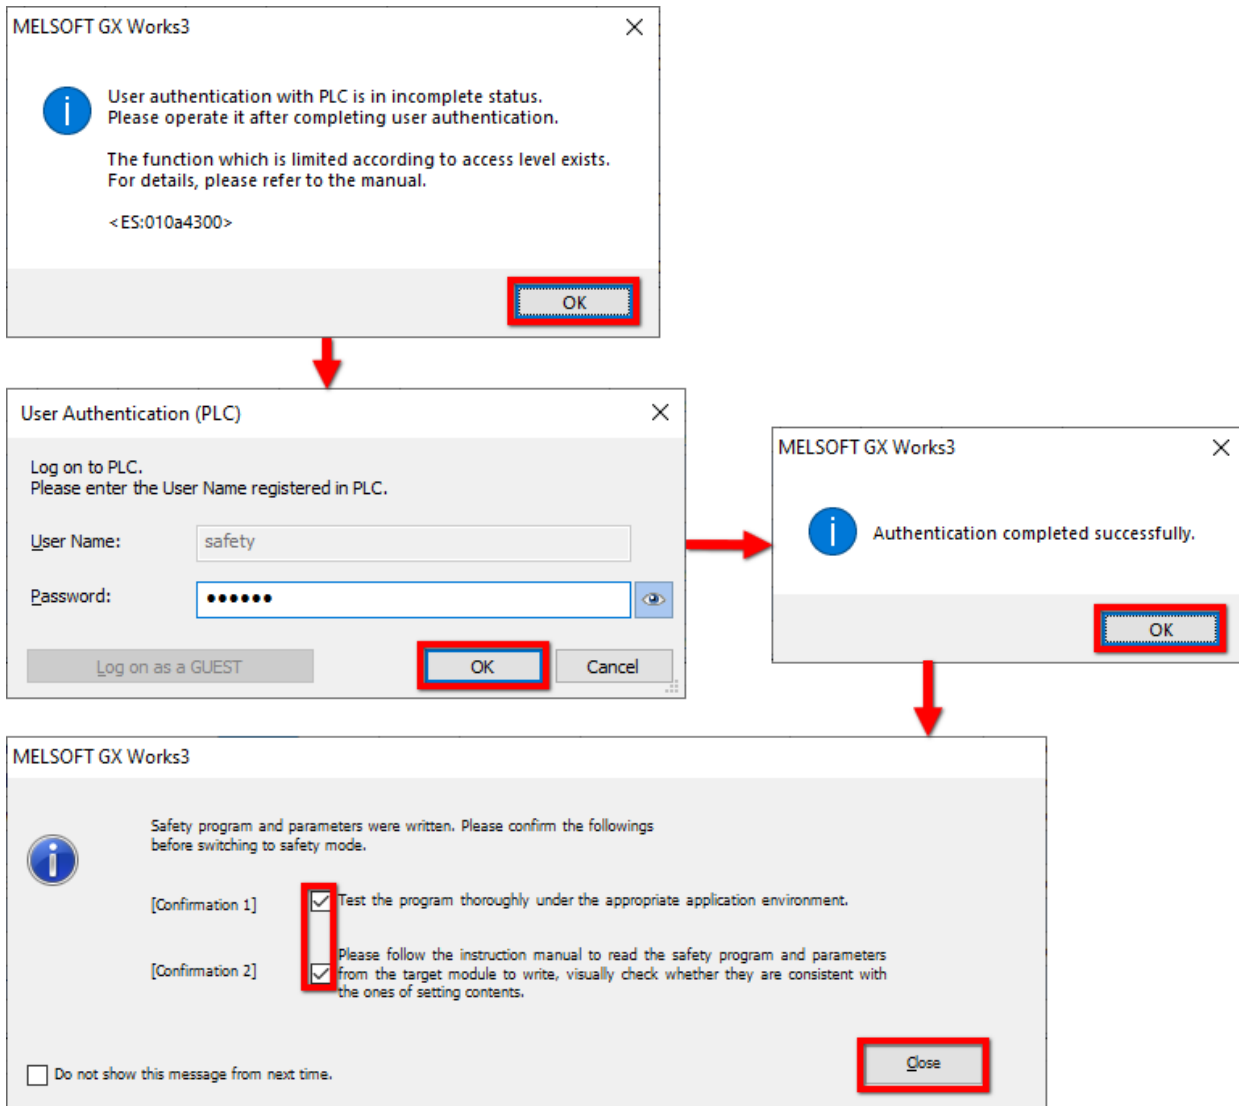 MELSOFT GX Works3
User authentication with PLC is in incomplete status.
Please operate it after completing user authentication.
The function which is limited according to access level exists.
For details, please refer to the manual.
<ES:010a4300>
OK
User Authentication (PLC)
Log on to PLC.
Please enter the User Name registered in PLC.
User Name:
safety
Password:
●●●●●●
Log on as a GUEST
OK
Cancel
MELSOFT GX Works3
Authentication completed successfully.
OK
MELSOFT GX Works3
Safety program and parameters were written. Please confirm the followings
before switching to safety mode.
[Confirmation 1]
Test the program thoroughly under the appropriate application environment.
[Confirmation 2]
Please follow the instruction manual to read the safety program and parameters
from the target module to write, visually check whether they are consistent with
the ones of setting contents.
Close
Do not show this message from next time.